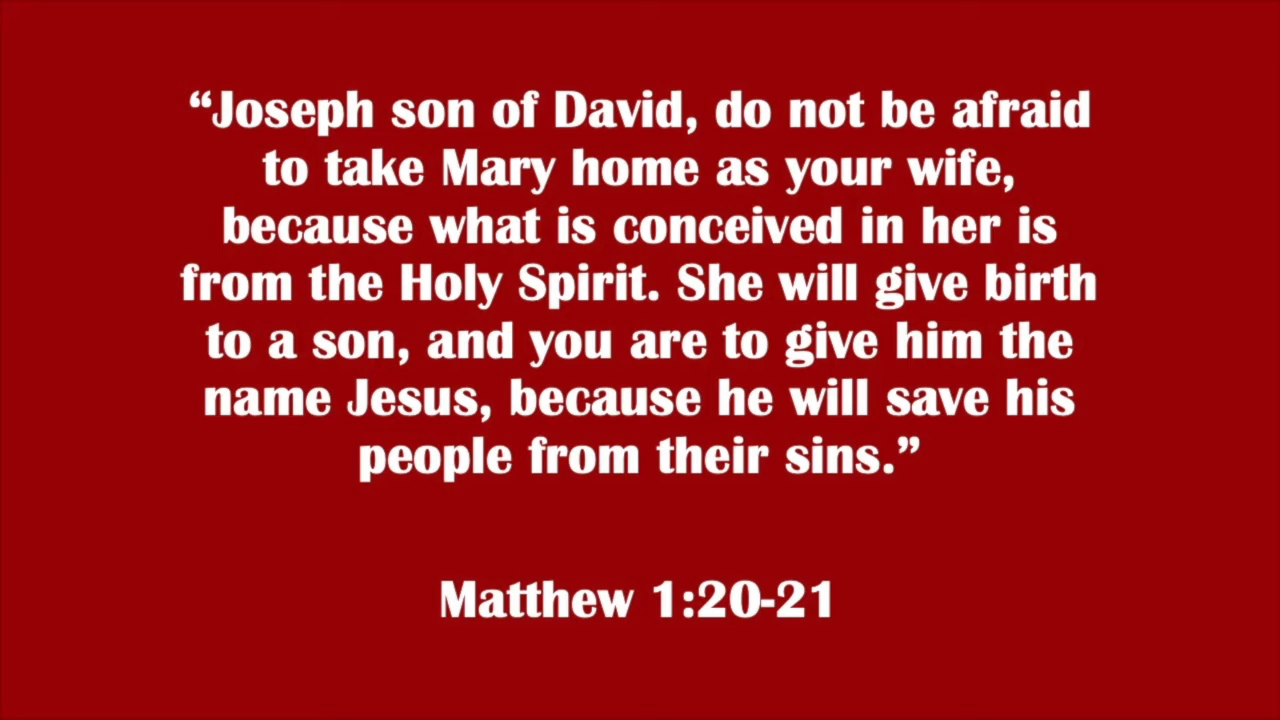 “Joseph son of David, do not be afraid
to take Mary home as your wife,
because what is conceived in her is
from the Holy Spirit. She will give birth
to a son, and you are to give him the
name Jesus, because he will save his
people from their sins.”
Matthew 1:20-21